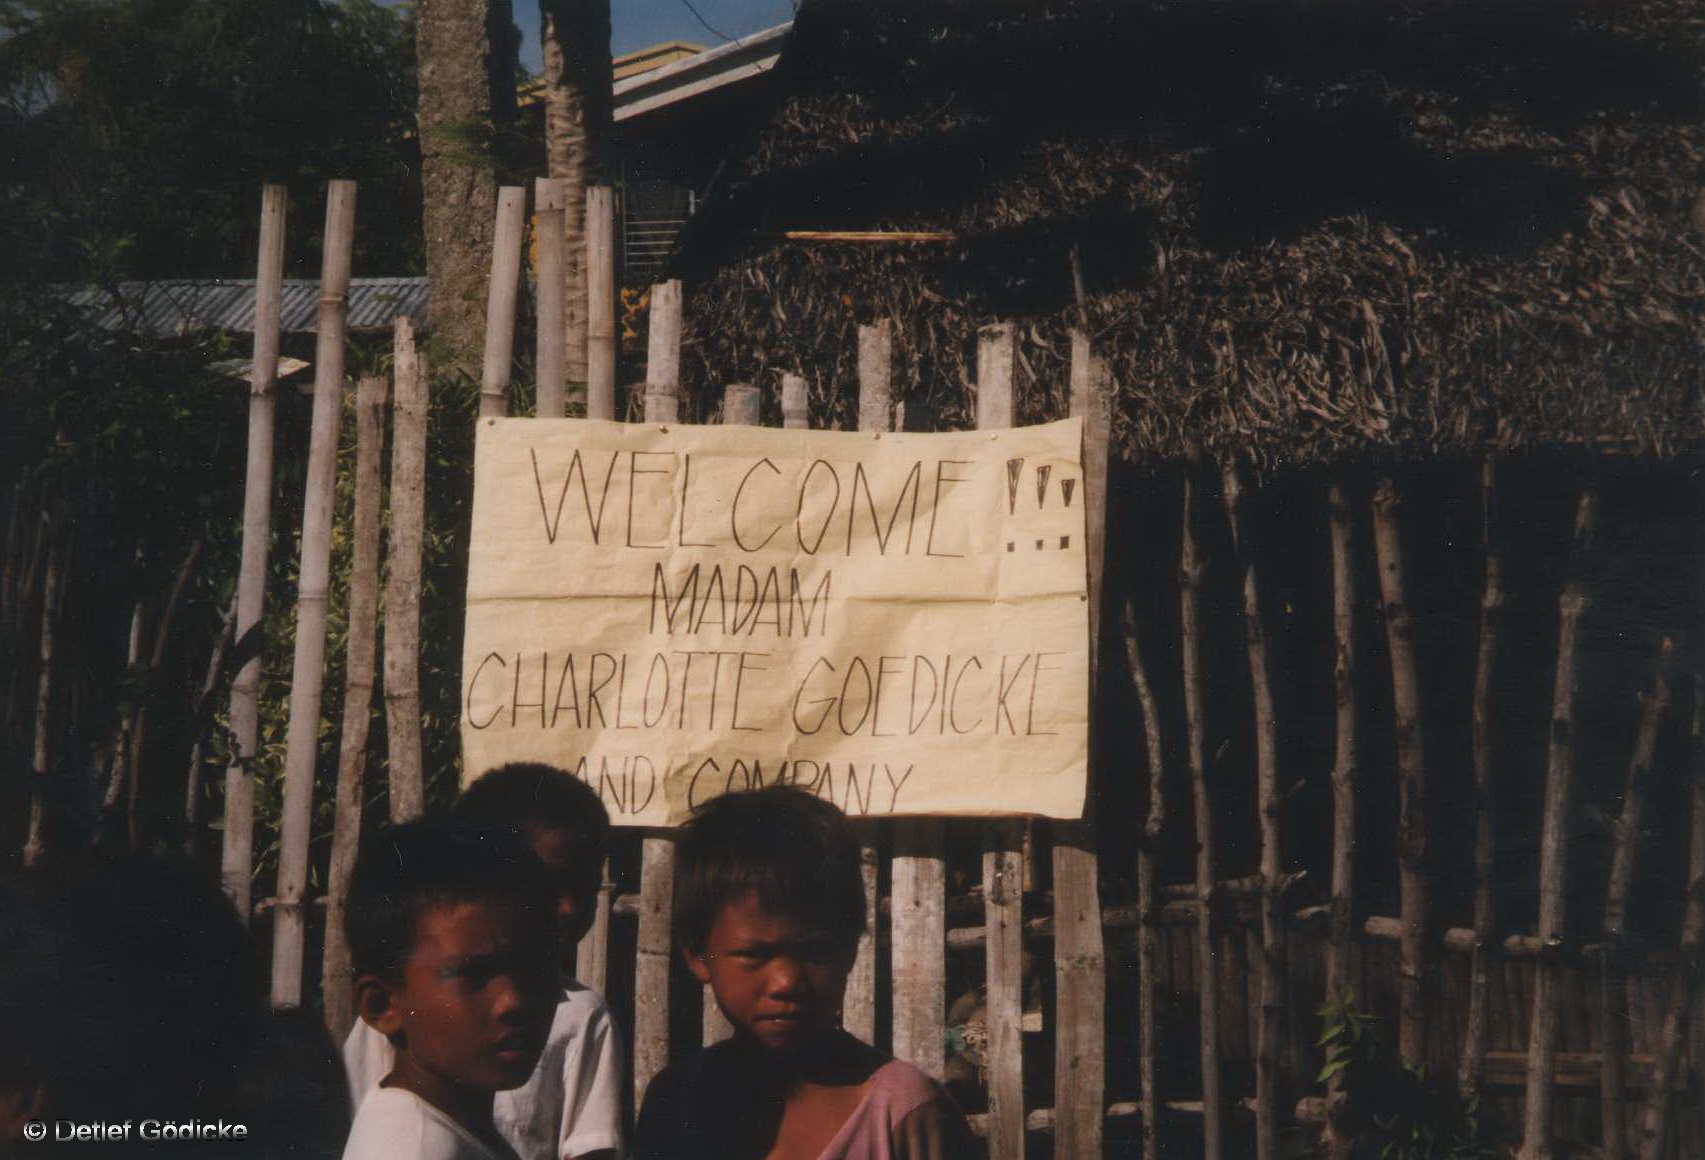 WELCOME !!!
MADAM
CHARLOTTE GOEDICKE
AND COMPANY
© Detlef Gödicke